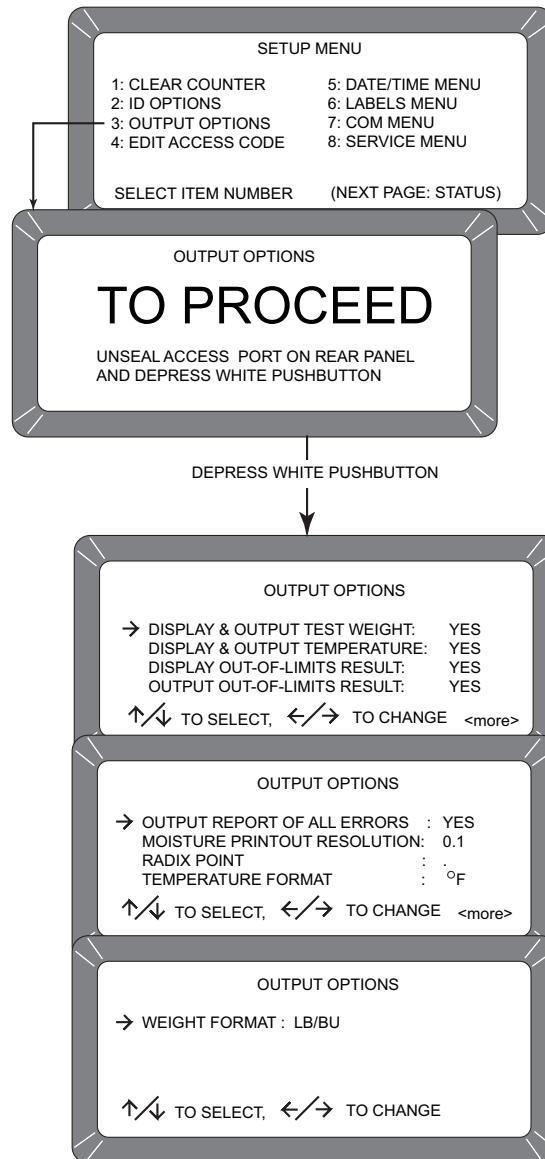 SETUP MENU
1: CLEAR COUNTER 5: DATE/TIME MENU
2: ID OPTIONS 6: LABELS MENU
3: OUTPUT OPTIONS 7: COM MENU
4: EDIT ACCESS CODE 8: SERVICE MENU
SELECT ITEM NUMBER (NEXT PAGE: STATUS)
OUTPUT OPTIONS
TO PROCEED
UNSEAL ACCESS PORT ON REAR PANEL
AND DEPRESS WHITE PUSHBUTTON
DEPRESS WHITE PUSHBUTTON
OUTPUT OPTIONS
→ DISPLAY & OUTPUT TEST WEIGHT: YES
DISPLAY & OUTPUT TEMPERATURE: YES
DISPLAY OUT-OF-LIMITS RESULT: YES
OUTPUT OUT-OF-LIMITS RESULT: YES
↑/↓ TO SELECT, ←/→ TO CHANGE <more>
OUTPUT OPTIONS
→ OUTPUT REPORT OF ALL ERRORS : YES
MOISTURE PRINTOUT RESOLUTION: 0.1
RADIX POINT : .
TEMPERATURE FORMAT : °F
↑/↓ TO SELECT, ←/→ TO CHANGE <more>
OUTPUT OPTIONS
→ WEIGHT FORMAT : LB/BU
↑/↓ TO SELECT, ←/→ TO CHANGE